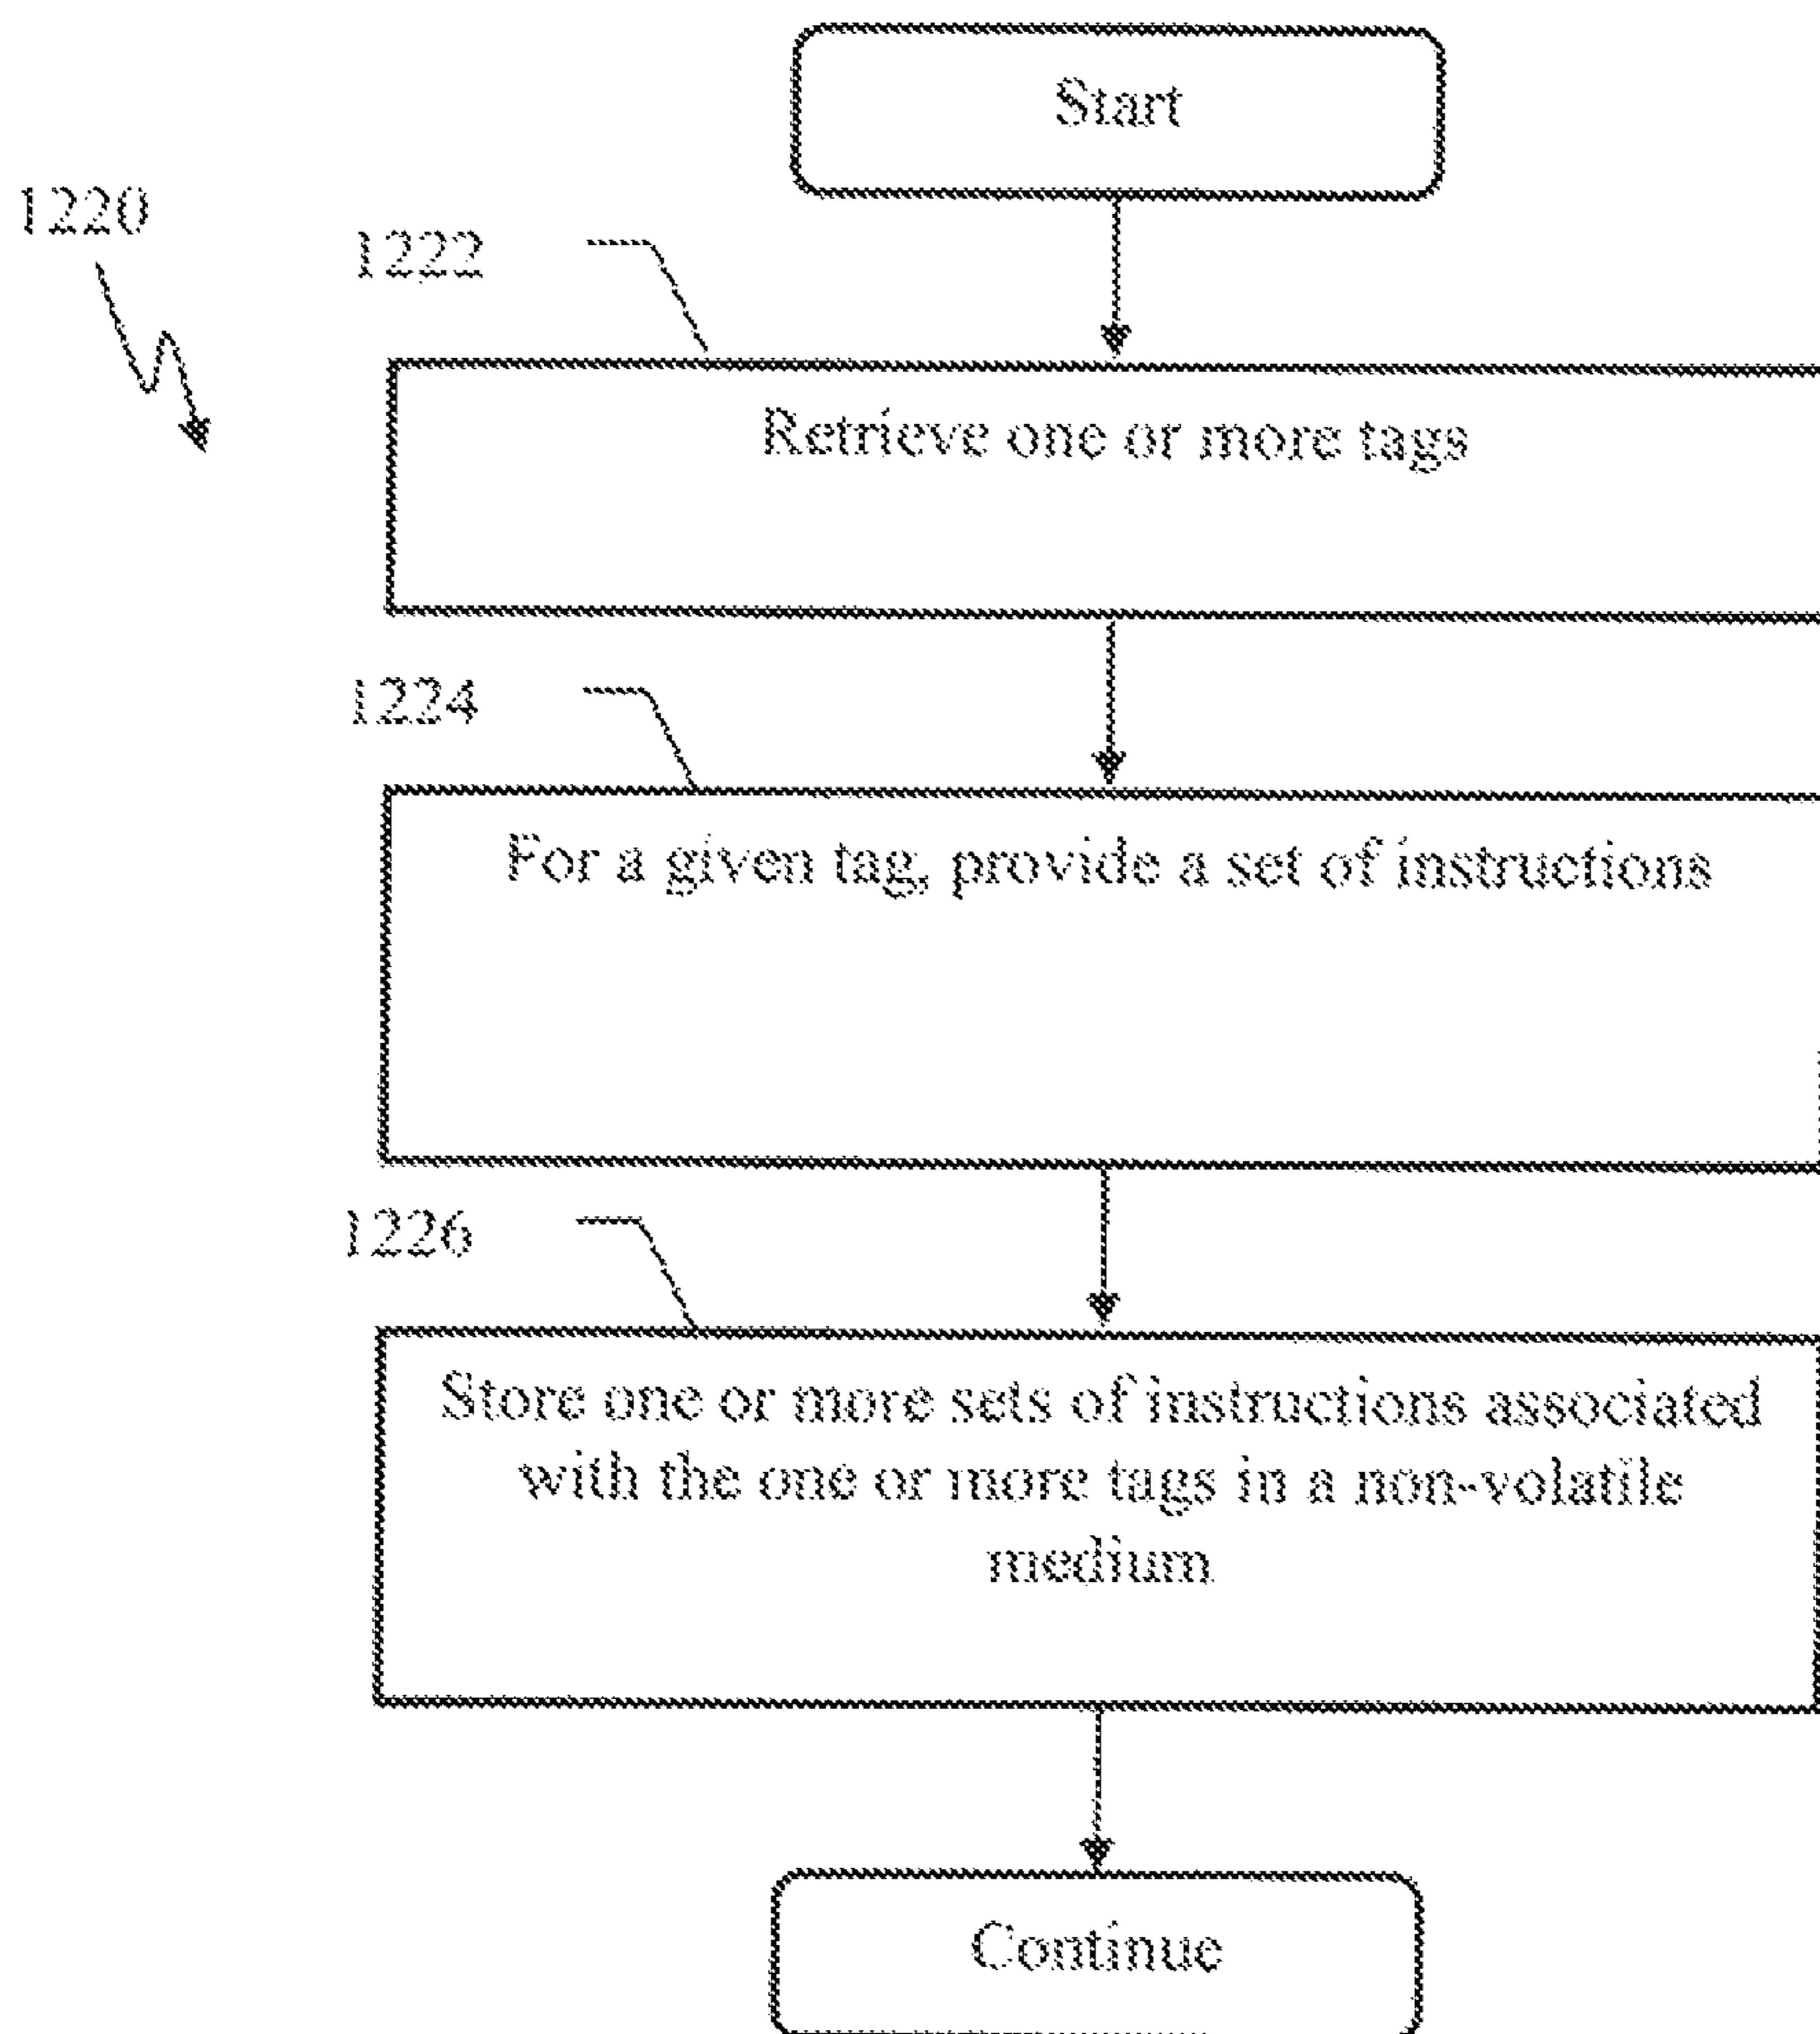 Start
1220
1222
Retrieve one or more tags
1224
For a given tag, provide a set of instructions
1226
Store one or more sets of instructions associated
with the one or more tags in a non-volatile
medium
Continue